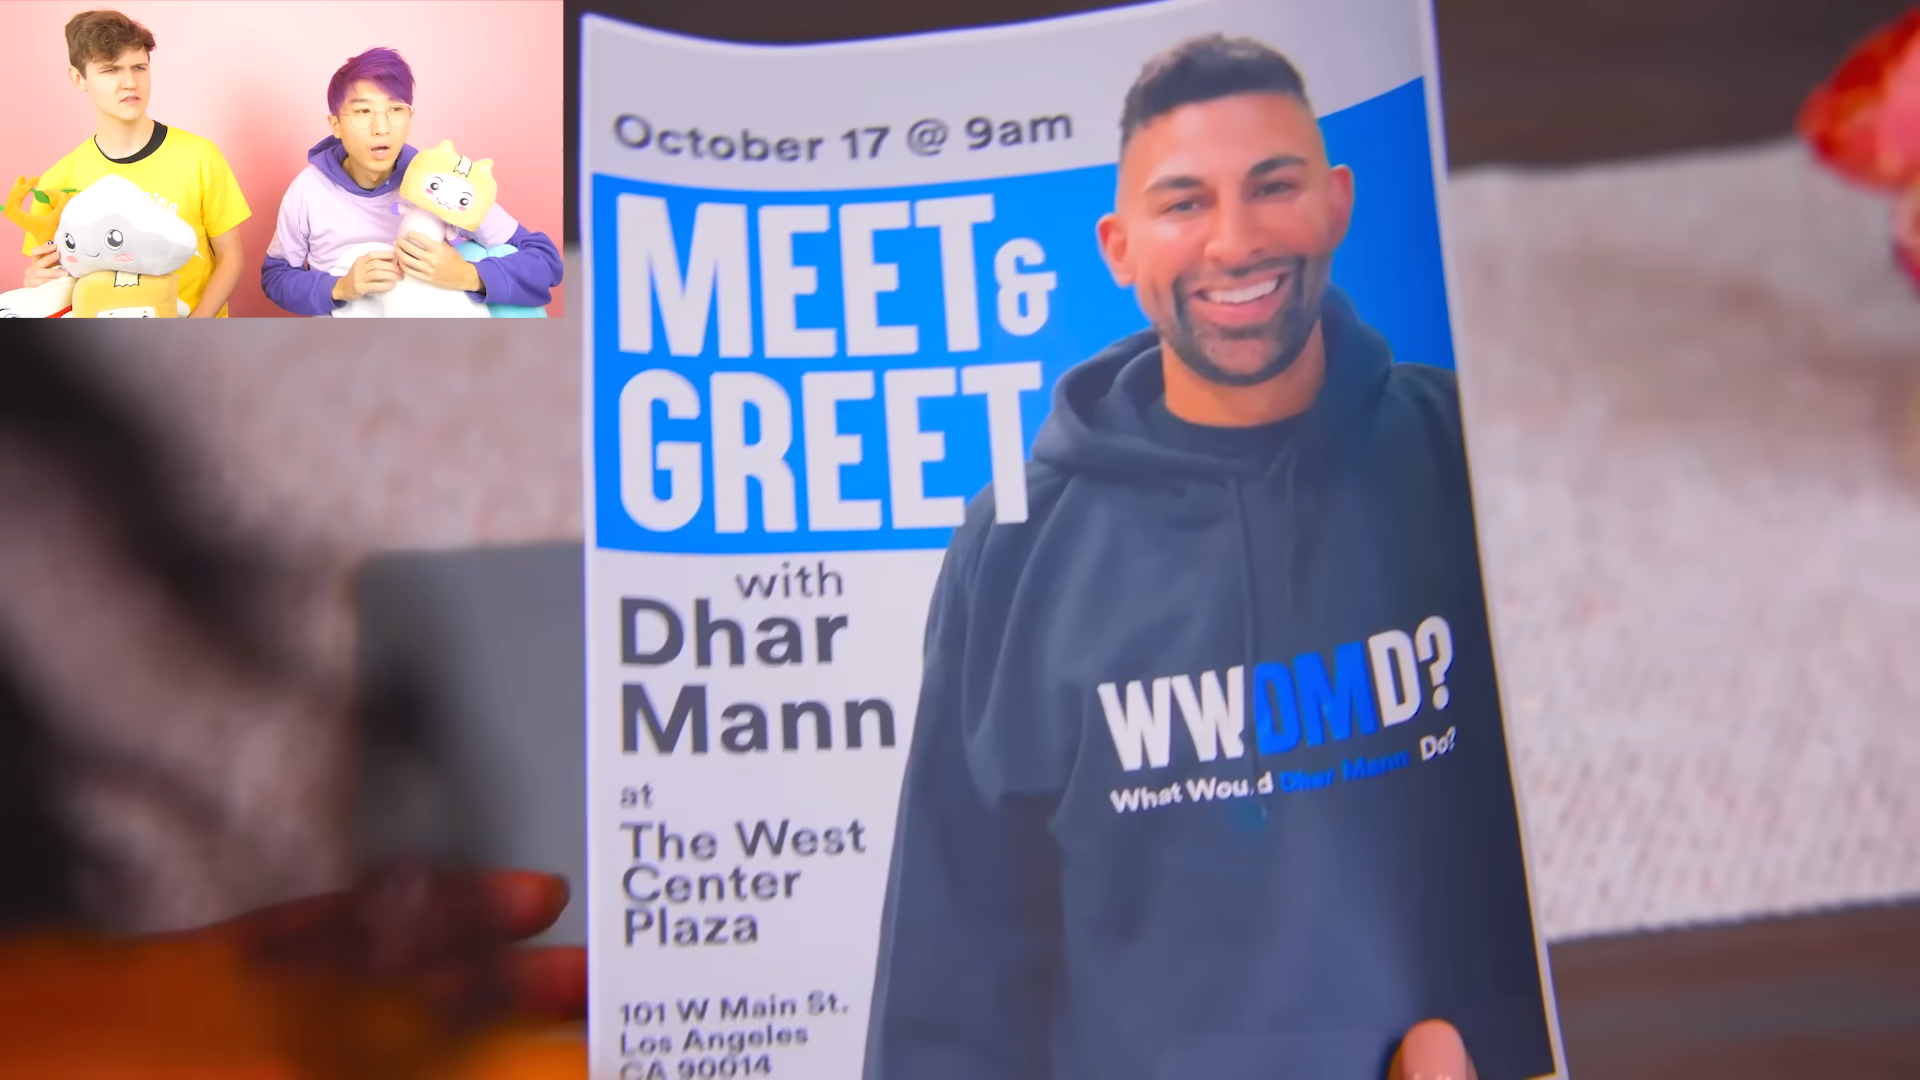 October 17 @ 9am
MEET &
GREET
with
Dhar
Mann
at
The West
Center
Plaza
101 W Main St.
Los Angeles
CA 90014
WWDMD?
What Would Dhar Mann Do?